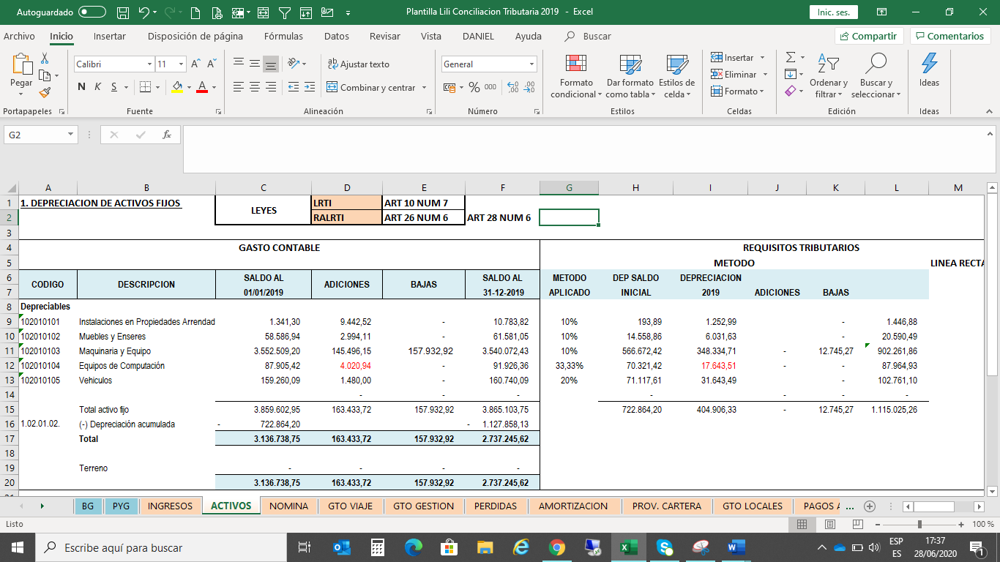 Autoguardado
Plantilla Lili Conciliacion Tributaria 2019 - Excel
Inic. ses.
Archivo Inicio Insertar Disposición de página Fórmulas Datos Revisar Vista DANIEL Ayuda Buscar
Compartir Comentarios
Pegar
Calibri 11
N K S
Ajustar texto
Combinar y centrar
General
% 000
Formato condicional
Dar formato como tabla
Estilos de celda
Insertar
Eliminar
Formato
Ordenar y filtrar
Buscar y seleccionar
Ideas
Portapapeles Fuente Alineación Número Estilos Celdas Edición Ideas
G2
fx
A B C D E F G H I J K L M
1 1. DEPRECIACION DE ACTIVOS FIJOS LEYES LRTI ART 10 NUM 7
2 RALRTI ART 26 NUM 6 ART 28 NUM 6
3
4 GASTO CONTABLE REQUISITOS TRIBUTARIOS
5 METODO LINEA RECTA
6 CODIGO DESCRIPCION SALDO AL ADICIONES BAJAS SALDO AL METODO DEP SALDO DEPRECIACION
7 01/01/2019 31-12-2019 APLICADO INICIAL 2019 ADICIONES BAJAS
8 Depreciables
9 102010101 Instalaciones en Propiedades Arrendad 1.341,30 9.442,52 - 10.783,82 10% 193,89 1.252,99 - 1.446,88
10 102010102 Muebles y Enseres 58.586,94 2.994,11 - 61.581,05 10% 14.558,86 6.031,63 - 20.590,49
11 102010103 Maquinaria y Equipo 3.552.509,20 145.496,15 157.932,92 3.540.072,43 10% 566.672,42 348.334,71 - 12.745,27 902.261,86
12 102010104 Equipos de Computación 87.905,42 4.020,94 - 91.926,36 33,33% 70.321,42 17.643,51 - - 87.964,93
13 102010105 Vehiculos 159.260,09 1.480,00 - 160.740,09 20% 71.117,61 31.643,49 - 102.761,10
14 - - - - - - -
15 Total activo fijo 3.859.602,95 163.433,72 157.932,92 3.865.103,75 722.864,20 404.906,33 - 12.745,27 1.115.025,26
16 1.02.01.02. (-) Depreciación acumulada - 722.864,20 - 1.127.858,13
17 Total 3.136.738,75 163.433,72 157.932,92 2.737.245,62
18
19 Terreno - - - -
20 3.136.738,75 163.433,72 157.932,92 2.737.245,62
BG PYG INGRESOS ACTIVOS NOMINA GTO VIAJE GTO GESTION PERDIDAS AMORTIZACION PROV. CARTERA GTO LOCALES PAGOS A ...
Listo
100 %
Escribe aquí para buscar
ESP
ES
17:37
28/06/2020
1